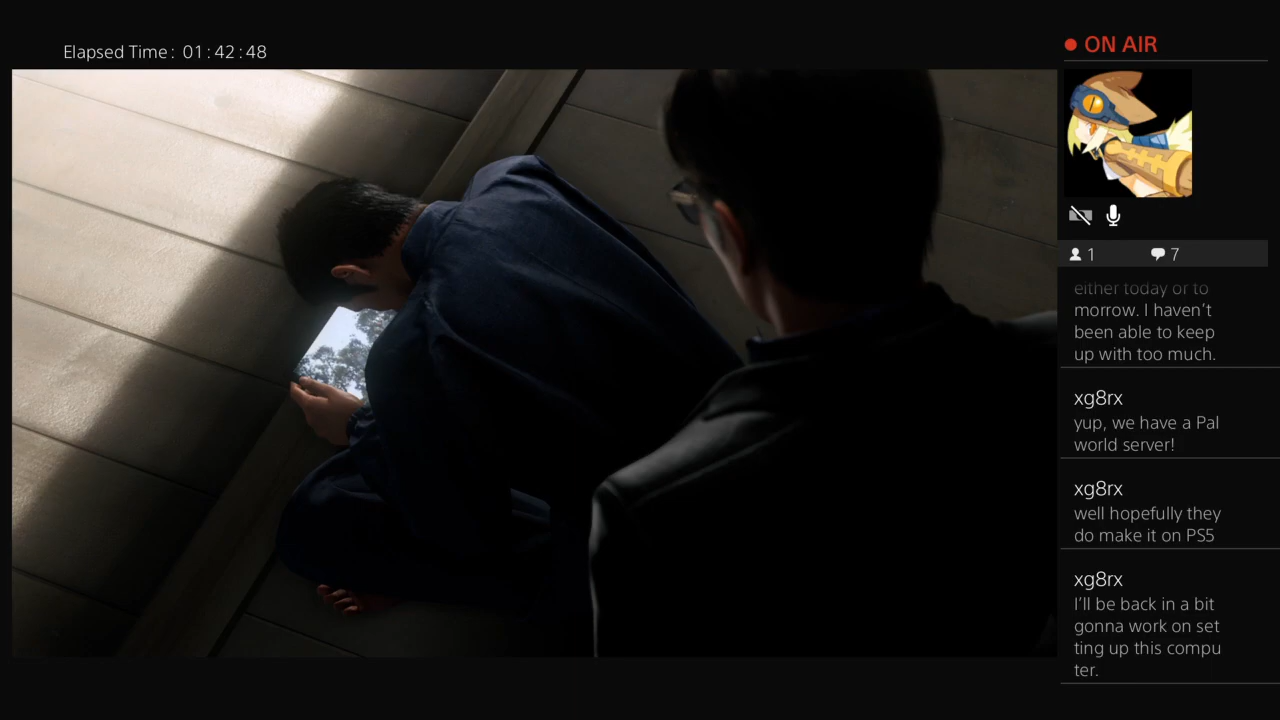 Elapsed Time: 01:42:48
ON AIR
1
7
either today or to
morrow. I haven't
been able to keep
up with too much.
xg8rx
yup, we have a Pal
world server!
xg8rx
well hopefully they
do make it on PS5
xg8rx
I'll be back in a bit
gonna work on set
ting up this compu
ter.